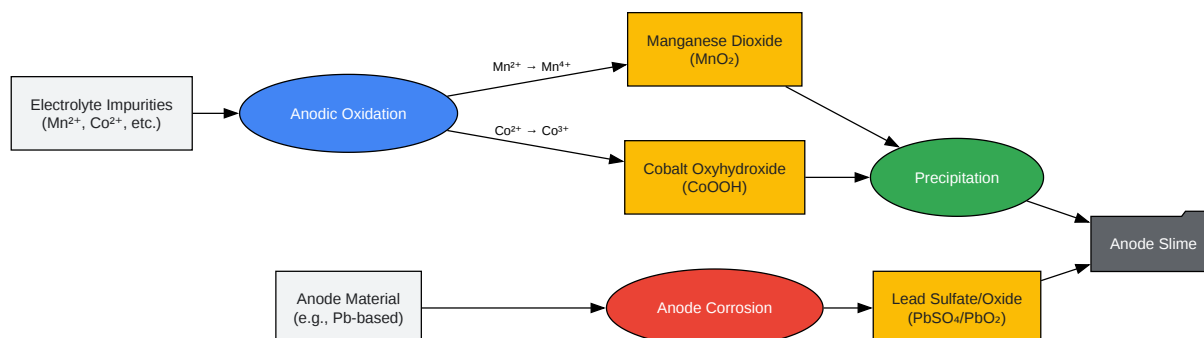 Electrolyte Impurities
(Mn²⁺, Co²⁺, etc.)
Anodic Oxidation
Mn²⁺ → Mn⁴⁺
Co²⁺ → Co³⁺
Manganese Dioxide
(MnO₂)
Cobalt Oxyhydroxide
(CoOOH)
Precipitation
Anode Slime
Anode Material
(e.g., Pb-based)
Anode Corrosion
Lead Sulfate/Oxide
(PbSO₄/PbO₂)